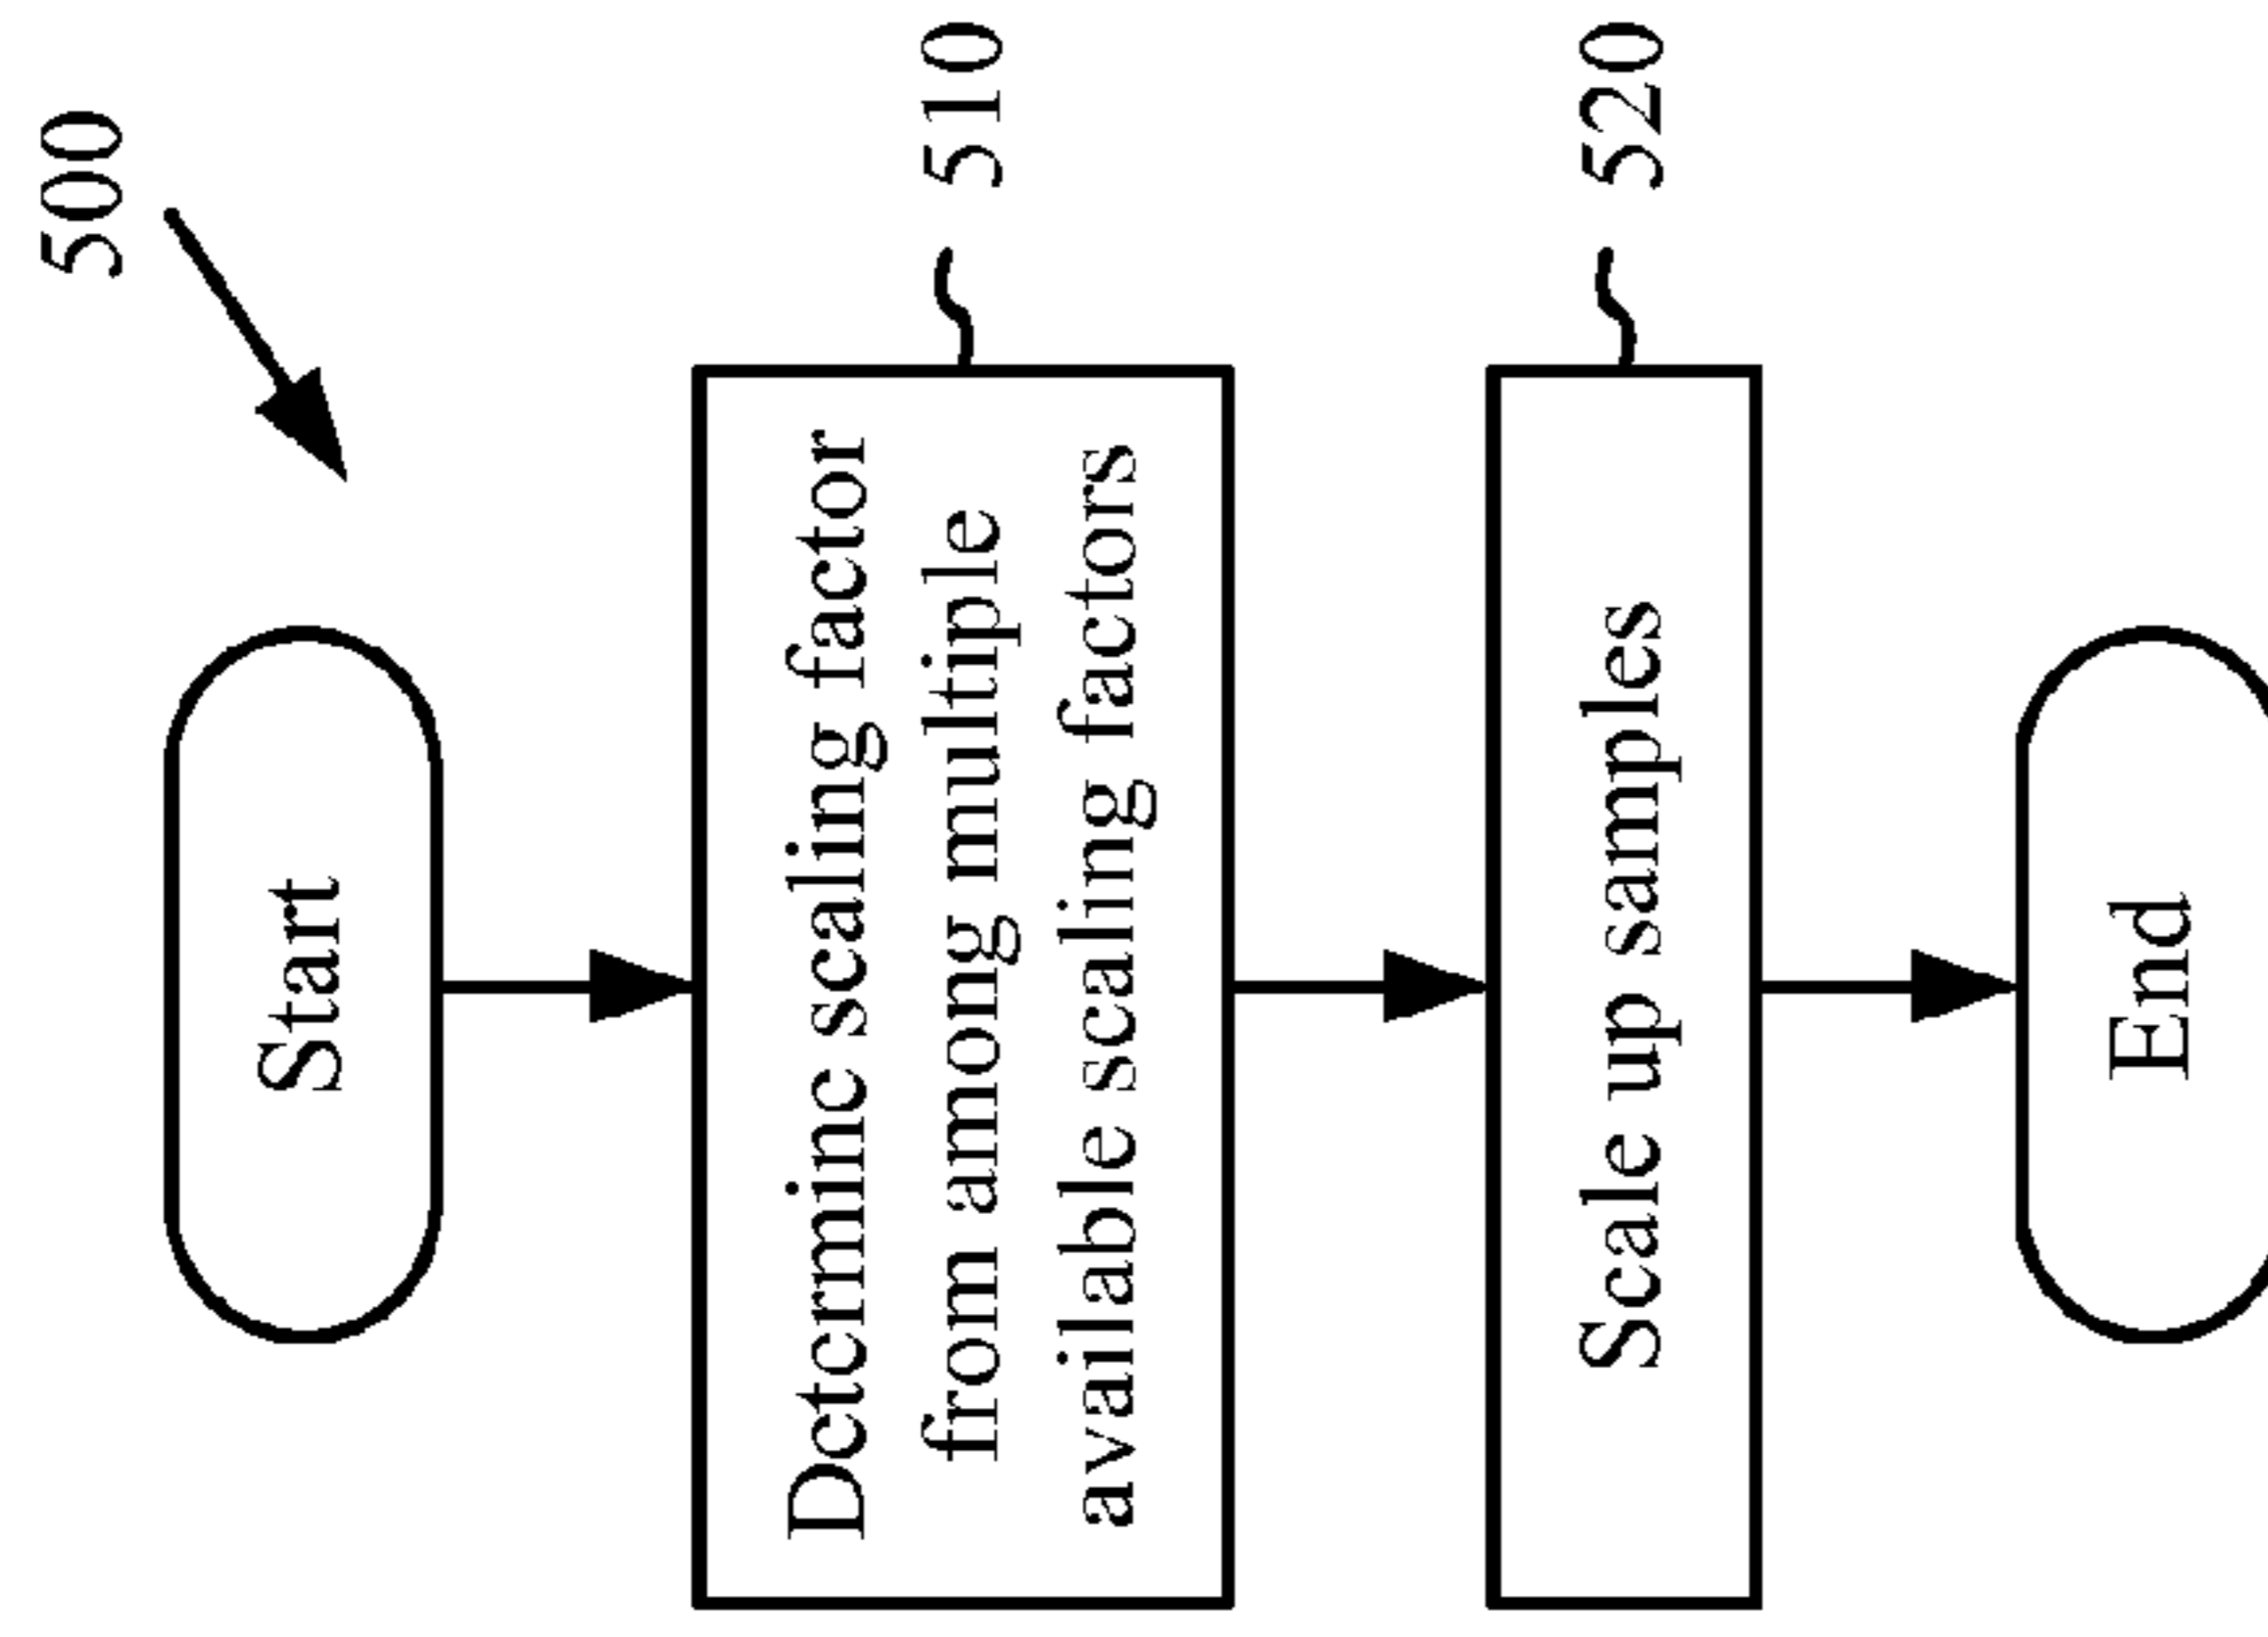 500
Start
Determine scaling factor
from among multiple
available scaling factors
510
Scale up samples
520
End